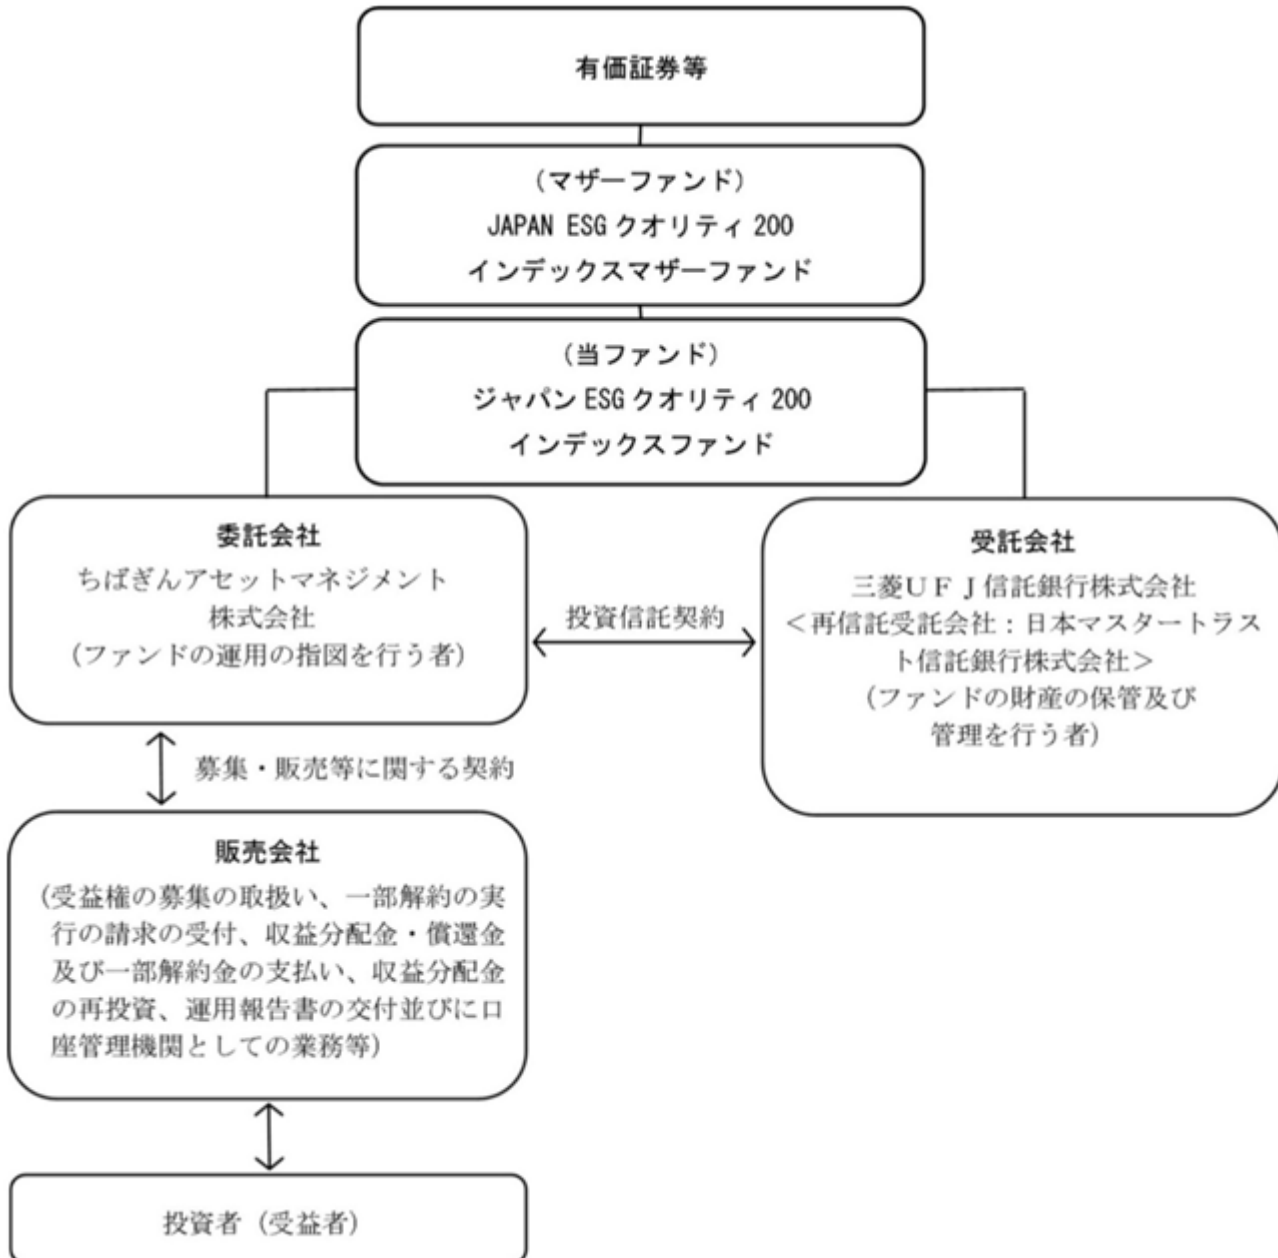 有価証券等
(マザーファンド)
JAPAN ESG クオリティ 200
インデックスマザーファンド
(当ファンド)
ジャパン ESG クオリティ 200
インデックスファンド
委託会社
ちばぎんアセットマネジメント
株式会社
(ファンドの運用の指図を行う者)
投資信託契約
受託会社
三菱UFJ信託銀行株式会社
<再信託受託会社:日本マスタートラス
ト信託銀行株式会社>
(ファンドの財産の保管及び
管理を行う者)
募集・販売等に関する契約
販売会社
(受益権の募集の取扱い、一部解約の実
行の請求の受付、収益分配金・償還金
及び一部解約金の支払い、収益分配金
の再投資、運用報告書の交付並びに口
座管理機関としての業務等)
投資者(受益者)